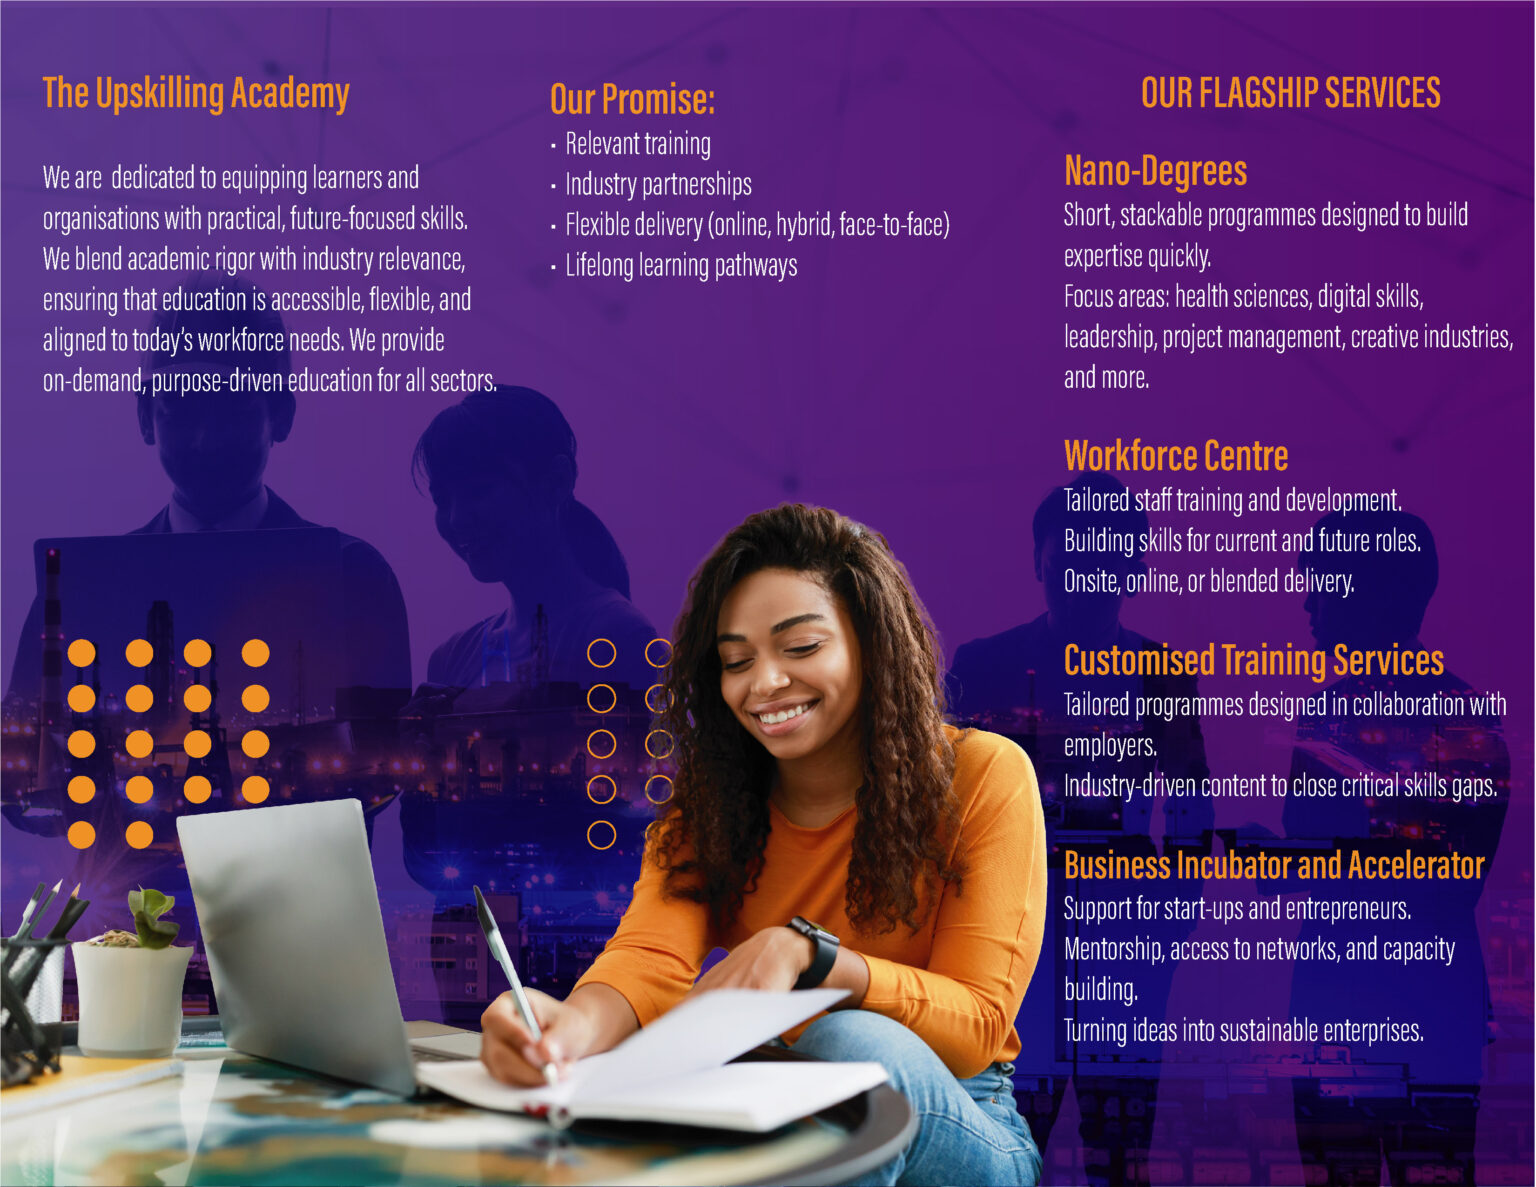 The Upskilling Academy
We are dedicated to equipping learners and
organisations with practical, future-focused skills.
We blend academic rigor with industry relevance,
ensuring that education is accessible, flexible, and
aligned to today's workforce needs. We provide
on-demand, purpose-driven education for all sectors.
Our Promise:
• Relevant training
• Industry partnerships
• Flexible delivery (online, hybrid, face-to-face)
• Lifelong learning pathways
OUR FLAGSHIP SERVICES
Nano-Degrees
Short, stackable programmes designed to build
expertise quickly.
Focus areas: health sciences, digital skills,
leadership, project management, creative industries,
and more.
Workforce Centre
Tailored staff training and development.
Building skills for current and future roles.
Onsite, online, or blended delivery.
Customised Training Services
Tailored programmes designed in collaboration with
employers.
Industry-driven content to close critical skills gaps.
Business Incubator and Accelerator
Support for start-ups and entrepreneurs.
Mentorship, access to networks, and capacity
building.
Turning ideas into sustainable enterprises.